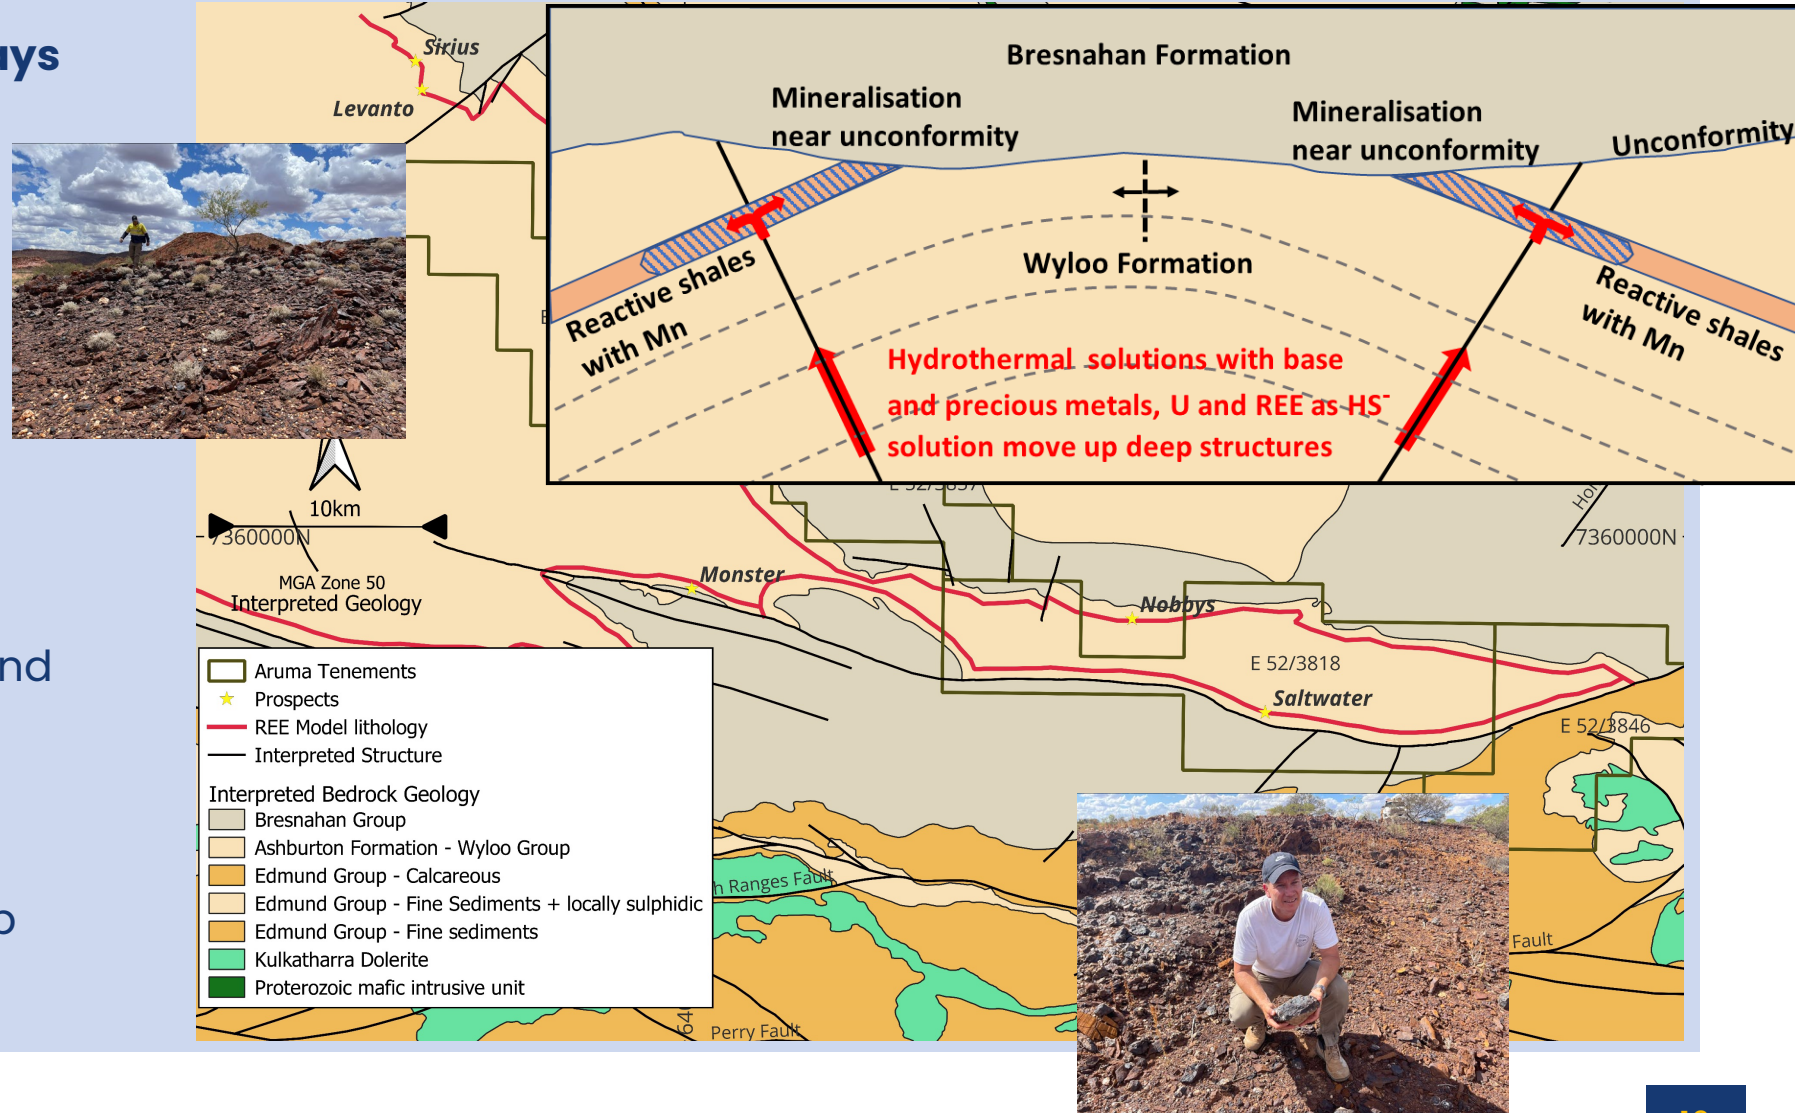 Sirius
Levanto
Bresnahan Formation
Mineralisation
near unconformity
Mineralisation
near unconformity
Unconformity
Wyloo Formation
Reactive shales
with Mn
Reactive shales
with Mn
Hydrothermal solutions with base
and precious metals, U and REE as HS⁻
solution move up deep structures
10km
7360000N
7360000N
MGA Zone 50
Interpreted Geology
Monster
Nobbys
E 52/3818
Saltwater
E 52/3846
Aruma Tenements
Prospects
REE Model lithology
Interpreted Structure
Interpreted Bedrock Geology
Bresnahan Group
Ashburton Formation - Wyloo Group
Edmund Group - Calcareous
Edmund Group - Fine Sediments + locally sulphidic
Edmund Group - Fine sediments
Kulkatharra Dolerite
Proterozoic mafic intrusive unit
h Ranges Fault
Perry Fault
Fault